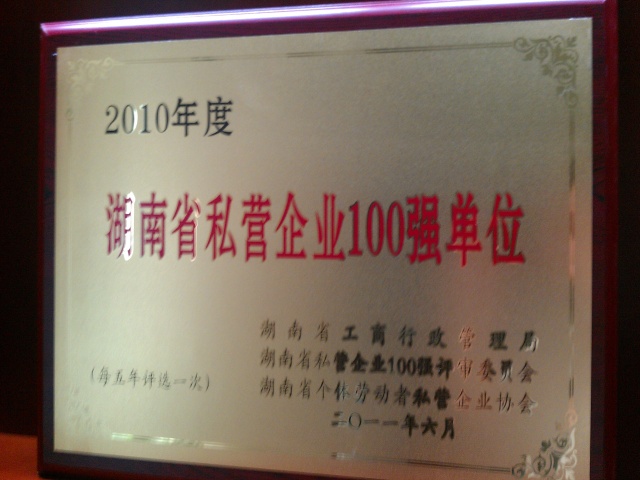 2010年度
湖南省私营企业100强单位
湖南省工商行政管理局
湖南省私营企业100强评审委员会
(每五年评选一次)
湖南省个体劳动者私营企业协会
二〇一一年六月